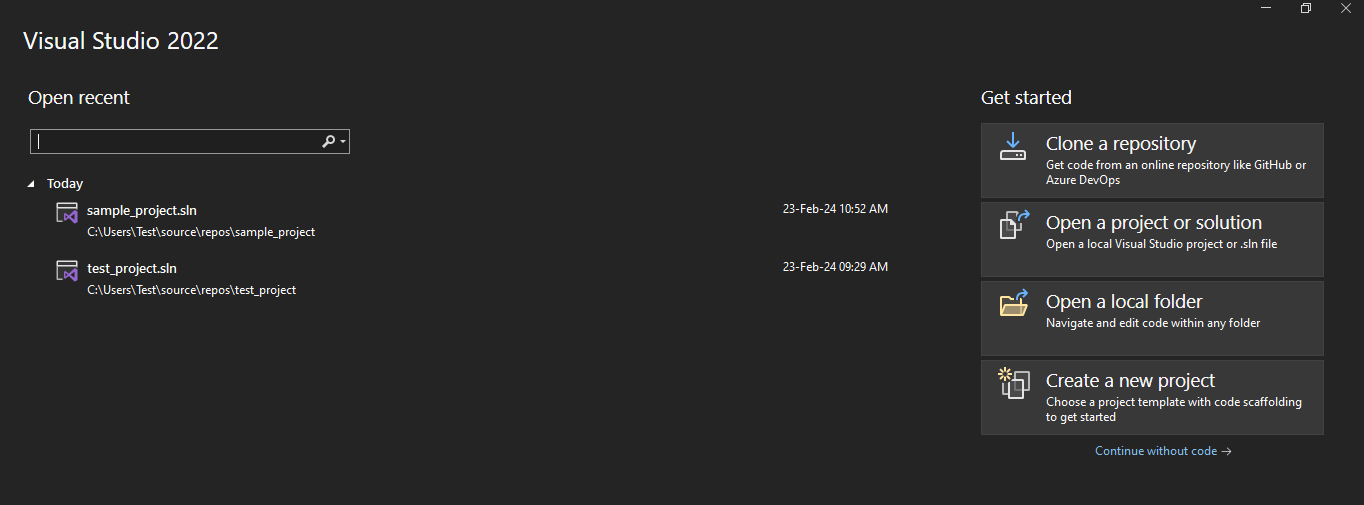 Visual Studio 2022
Open recent
Today
sample_project.sln
23-Feb-24 10:52 AM
C:\Users\Test\source\repos\sample_project
test_project.sln
23-Feb-24 09:29 AM
C:\Users\Test\source\repos\test_project
Get started
Clone a repository
Get code from an online repository like GitHub or
Azure DevOps
Open a project or solution
Open a local Visual Studio project or .sln file
Open a local folder
Navigate and edit code within any folder
Create a new project
Choose a project template with code scaffolding
to get started
Continue without code →